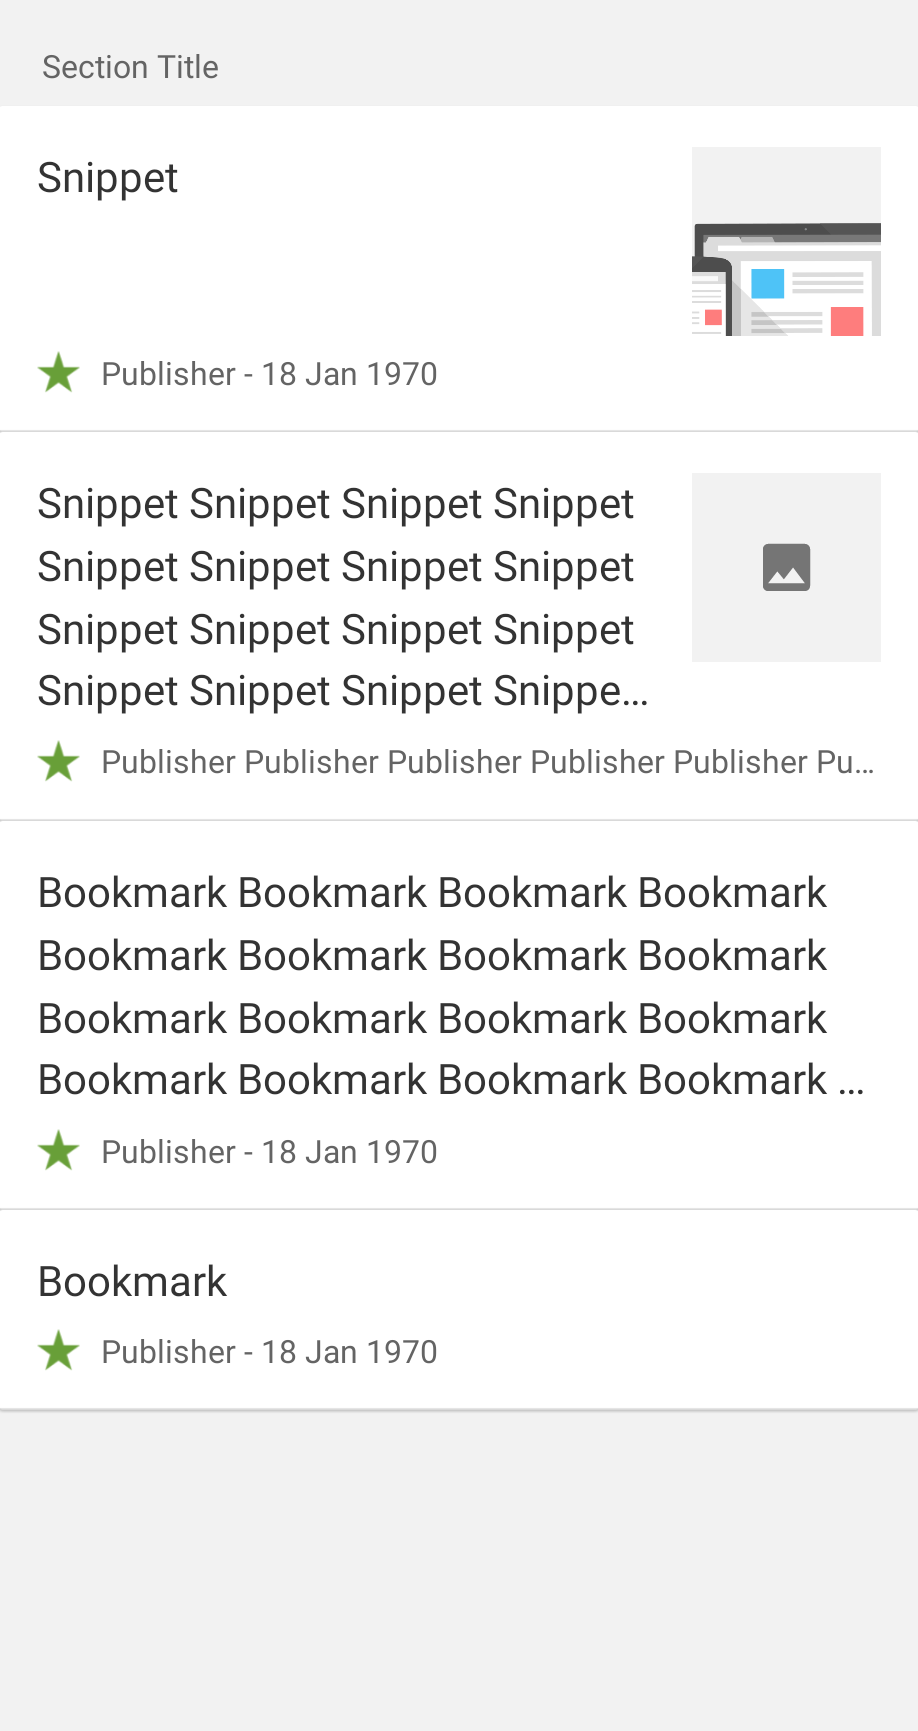 Section Title
Snippet
Publisher - 18 Jan 1970
Snippet Snippet Snippet Snippet
Snippet Snippet Snippet Snippet
Snippet Snippet Snippet Snippet
Snippet Snippet Snippet Snippe...
Publisher Publisher Publisher Publisher Publisher Pu...
Bookmark Bookmark Bookmark Bookmark
Bookmark Bookmark Bookmark Bookmark
Bookmark Bookmark Bookmark Bookmark
Bookmark Bookmark Bookmark Bookmark ...
Publisher - 18 Jan 1970
Bookmark
Publisher - 18 Jan 1970